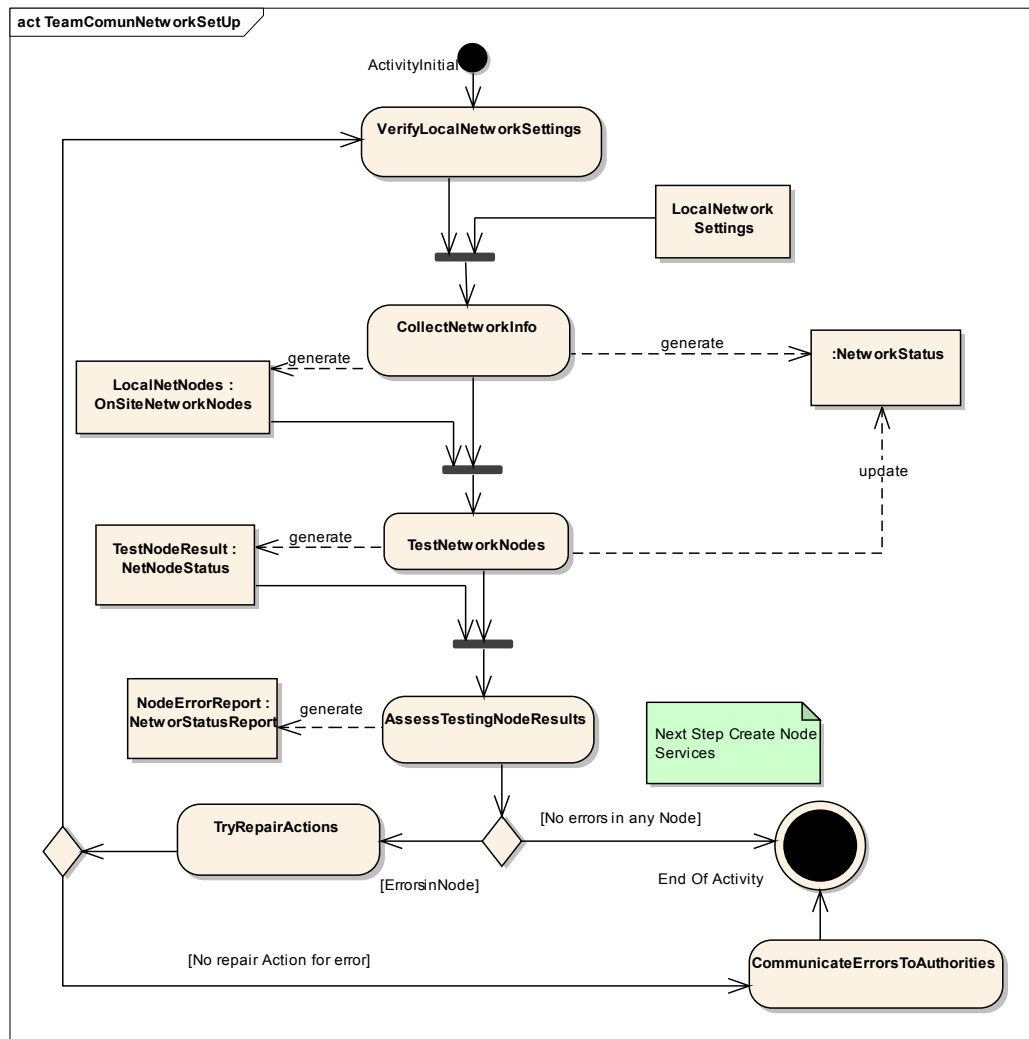 act TeamComunNetworkSetUp
ActivityInitial
VerifyLocalNetworkSettings
LocalNetwork
Settings
CollectNetworkInfo
generate
generate
:NetworkStatus
LocalNetNodes :
OnSiteNetworkNodes
update
TestNetworkNodes
generate
TestNodeResult :
NetNodeStatus
NodeErrorReport :
NetworStatusReport
generate
AssessTestingNodeResults
Next Step Create Node
Services
TryRepairActions
[No errors in any Node]
[ErrorsinNode]
End Of Activity
[No repair Action for error]
CommunicateErrorsToAuthorities